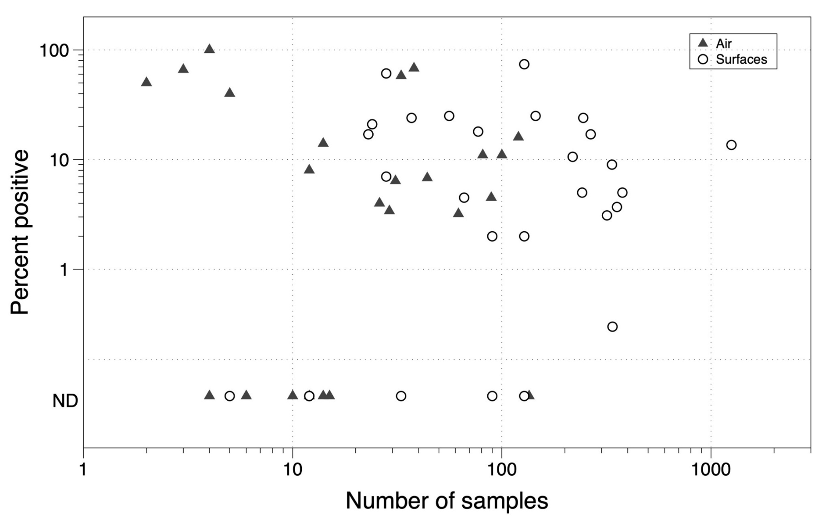 100
10
1
ND
Percent positive
Air
Surfaces
1
10
100
1000
Number of samples